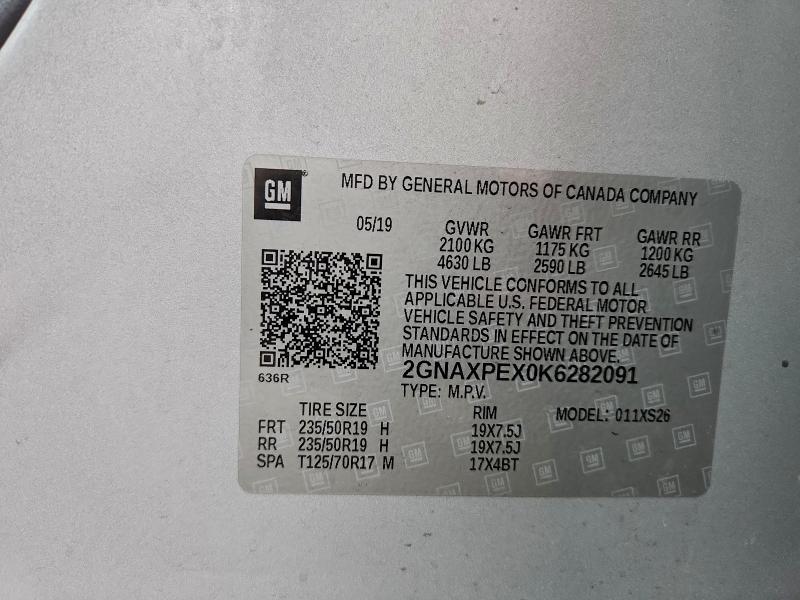 GM
MFD BY GENERAL MOTORS OF CANADA COMPANY
05/19 GVWR GAWR FRT GAWR RR
2100 KG 1175 KG 1200 KG
4630 LB 2590 LB 2645 LB
THIS VEHICLE CONFORMS TO ALL
APPLICABLE U.S. FEDERAL MOTOR
VEHICLE SAFETY AND THEFT PREVENTION
STANDARDS IN EFFECT ON THE DATE OF
MANUFACTURE SHOWN ABOVE.
2GNAXPEX0K6282091
636R
TYPE: M.P.V.
TIRE SIZE RIM MODEL: 011XS26
FRT 235/50R19 H 19X7.5J
RR 235/50R19 H 19X7.5J
SPA T125/70R17 M 17X4BT